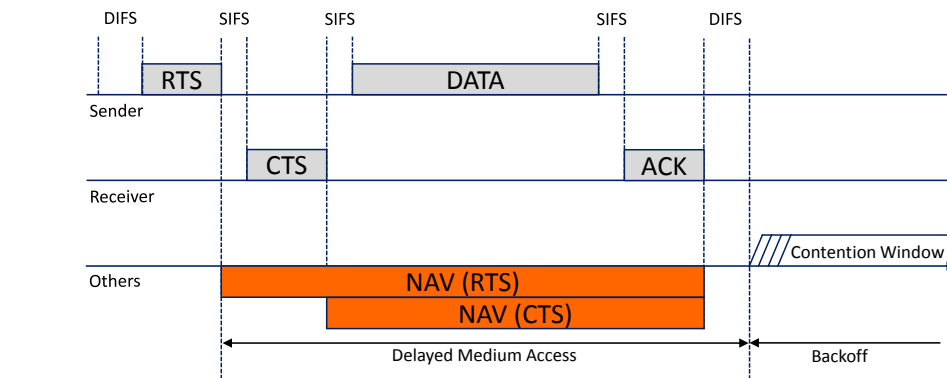 DIFS
SIFS
SIFS
SIFS
DIFS
RTS
DATA
Sender
CTS
ACK
Receiver
Contention Window
Others
NAV (RTS)
NAV (CTS)
Delayed Medium Access
Backoff